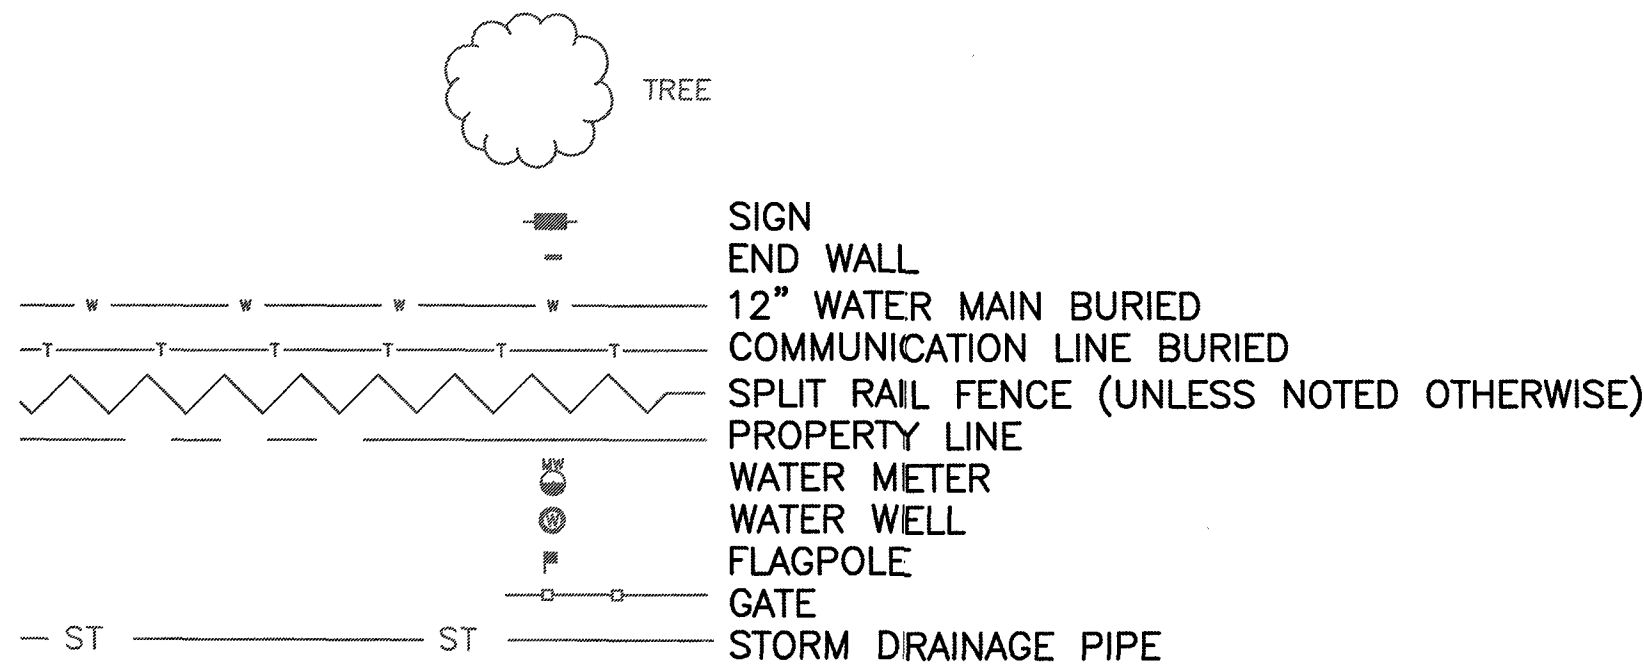 TREE
SIGN
END WALL
W W W W 12" WATER MAIN BURIED
T T T T T T COMMUNICATION LINE BURIED
SPLIT RAIL FENCE (UNLESS NOTED OTHERWISE)
PROPERTY LINE
MW WATER METER
W WATER WELL
FLAGPOLE
GATE
ST ST STORM DRAINAGE PIPE